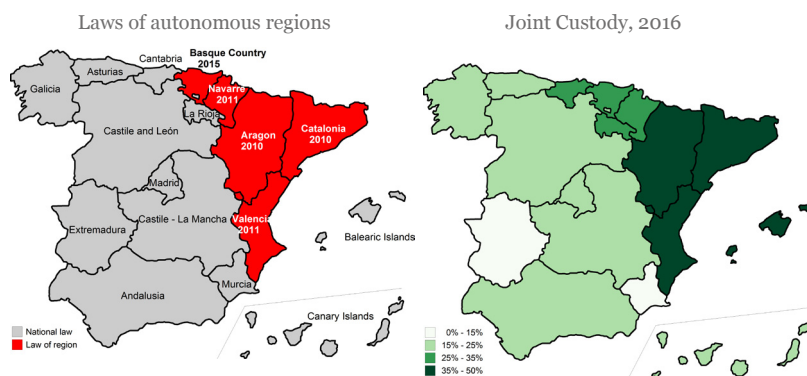 Laws of autonomous regions
Joint Custody, 2016
Basque Country
2015
Cantabria
Asturias
Galicia
Navarre
2011
La Rioja
Castile and León
Aragon
2010
Catalonia
2010
Madrid
Castile - La Mancha
Valencia
2011
Extremadura
Balearic Islands
Murcia
Andalusia
Canary Islands
National law
Law of region
0% - 15%
15% - 25%
25% - 35%
35% - 50%